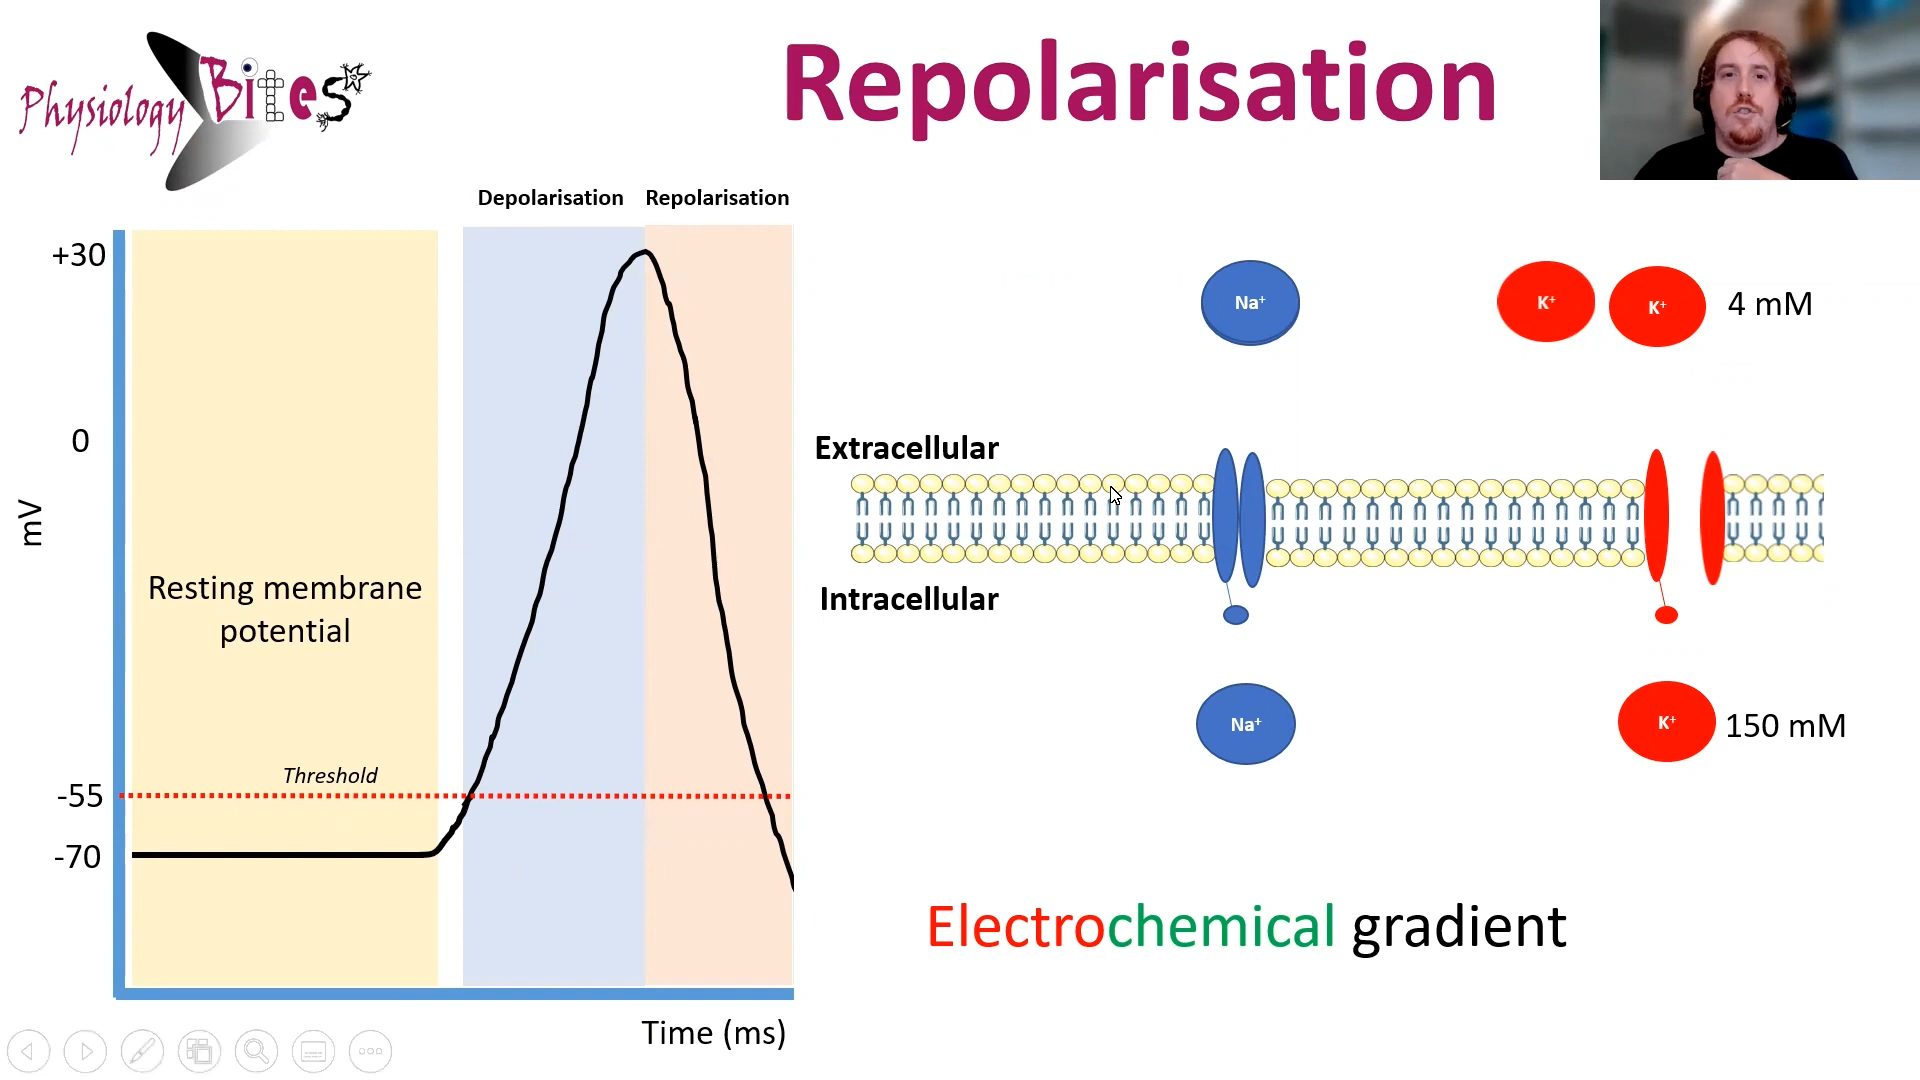 Physiology Bites
Repolarisation
Depolarisation Repolarisation
+30
0
mV
-55
-70
Resting membrane
potential
Threshold
Time (ms)
Na⁺
K⁺
K⁺
4 mM
Extracellular
Intracellular
Na⁺
K⁺
150 mM
Electrochemical gradient